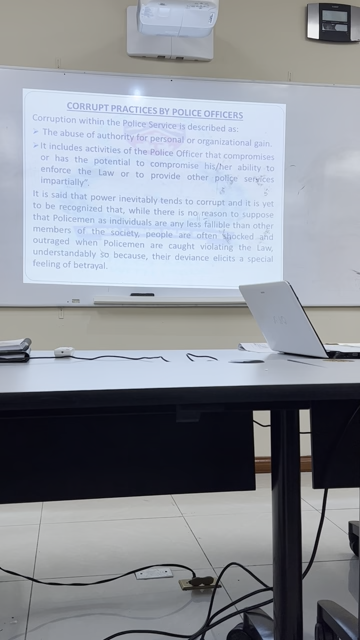 CORRUPT PRACTICES BY POLICE OFFICERS
Corruption within the Police Service is described as:
➢ The abuse of authority for personal or organizational gain.
➢ It includes activities of the Police Officer that compromises
or has the potential to compromise his/her ability to
enforce the Law or to provide other police services
impartially".
It is said that power inevitably tends to corrupt and it is yet
to be recognized that, while there is no reason to suppose
that Policemen as individuals are any less fallible than other
members of the society, people are often shocked and
outraged when Policemen are caught violating the Law,
understandably so because, their deviance elicits a special
feeling of betrayal.